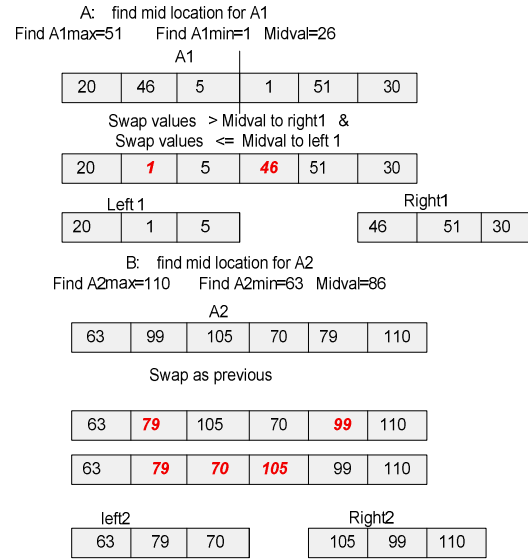 A: find mid location for A1
Find A1max=51 Find A1min=1 Midval=26
A1
20 46 5 1 51 30
Swap values > Midval to right1 &
Swap values <= Midval to left 1
20 1 5 46 51 30
Left 1 Right1
20 1 5 46 51 30
B: find mid location for A2
Find A2max=110 Find A2min=63 Midval=86
A2
63 99 105 70 79 110
Swap as previous
63 79 105 70 99 110
63 79 70 105 99 110
left2 Right2
63 79 70 105 99 110